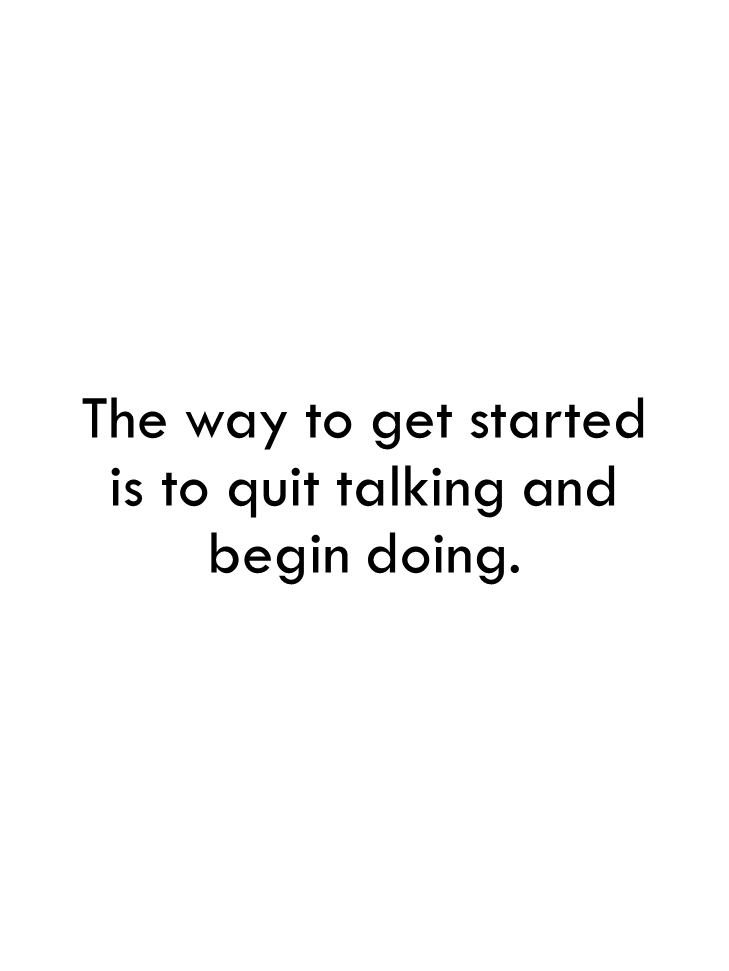 The way to get started
is to quit talking and
begin doing.